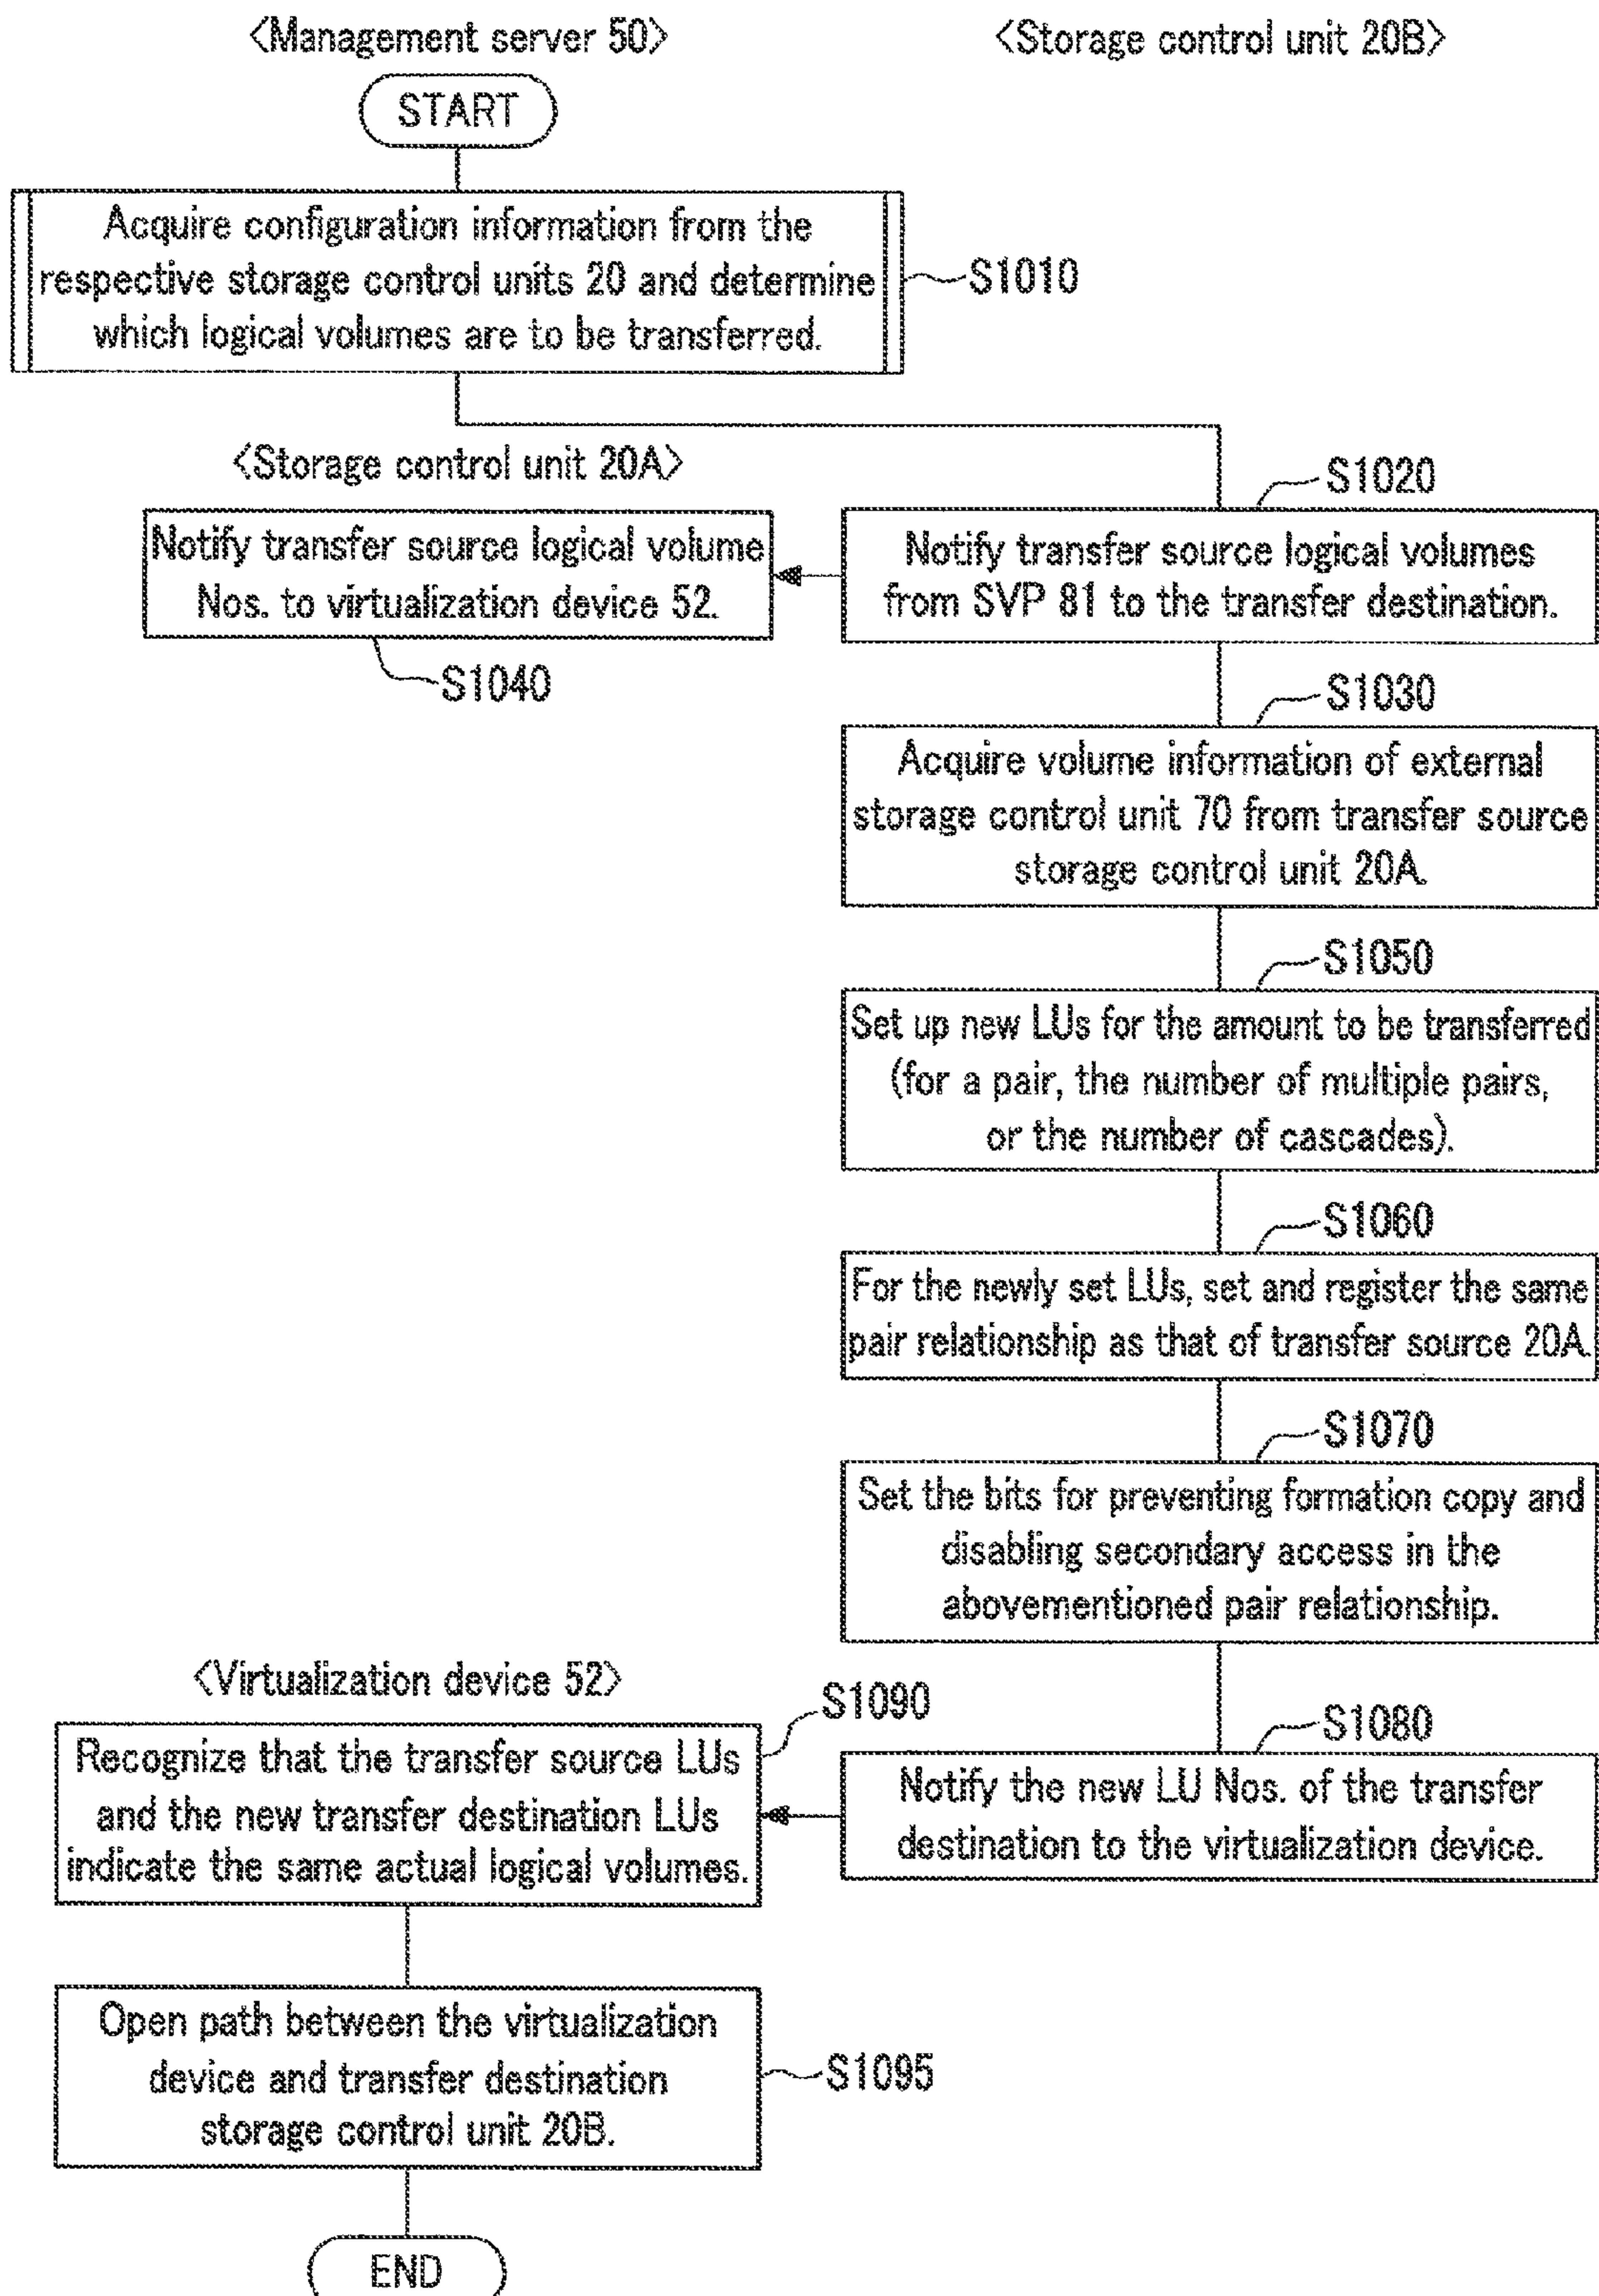 <Management server 50>
<Storage control unit 20B>
START
Acquire configuration information from the
respective storage control units 20 and determine
which logical volumes are to be transferred.
S1010
<Storage control unit 20A>
S1020
Notify transfer source logical volume
Nos. to virtualization device 52.
S1040
Notify transfer source logical volumes
from SVP 81 to the transfer destination.
S1030
Acquire volume information of external
storage control unit 70 from transfer source
storage control unit 20A.
S1050
Set up new LUs for the amount to be transferred
(for a pair, the number of multiple pairs,
or the number of cascades).
S1060
For the newly set LUs, set and register the same
pair relationship as that of transfer source 20A.
S1070
Set the bits for preventing formation copy and
disabling secondary access in the
abovementioned pair relationship.
S1080
Notify the new LU Nos. of the transfer
destination to the virtualization device.
<Virtualization device 52>
S1090
Recognize that the transfer source LUs
and the new transfer destination LUs
indicate the same actual logical volumes.
Open path between the virtualization
device and transfer destination
storage control unit 20B.
S1095
END